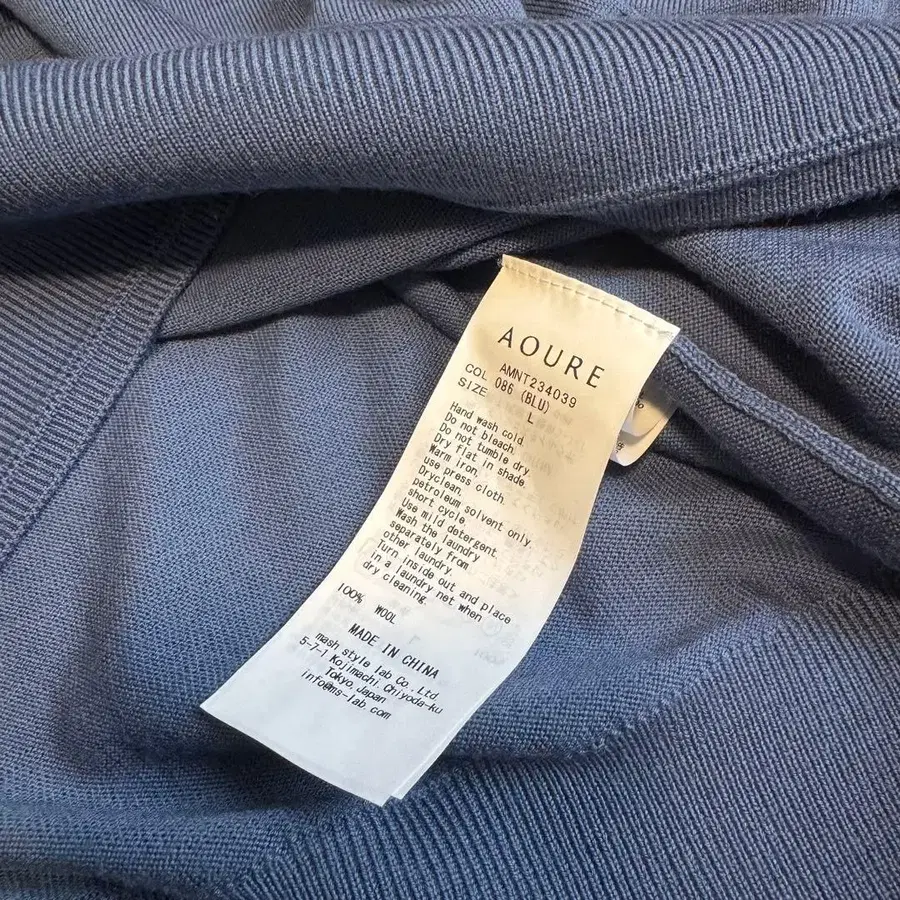 AOURE
AMNT234039
COL 086 (BLU)
SIZE L
Hand wash cold.
Do not bleach.
Do not tumble dry.
Dry flat in shade.
Warm iron.
use press cloth.
Dryclean.
petroleum solvent only.
short cycle.
Use mild detergent.
Wash the laundry
separately from
other laundry.
Turn inside out and place
in a laundry net when
dry cleaning.
100% WOOL
MADE IN CHINA
mash style lab Co., Ltd.
5-7-1 Kojimachi, Chiyoda-ku
Tokyo, Japan
info@ms-lab.com